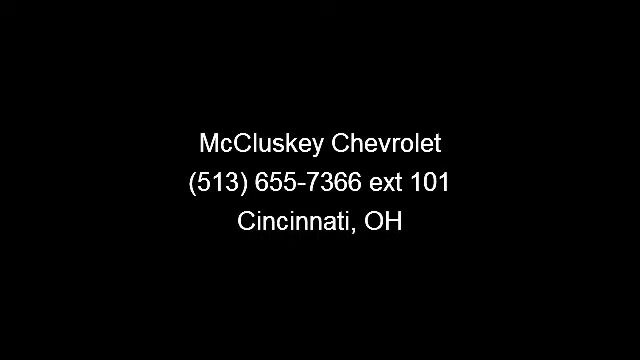 McCluskey Chevrolet
(513) 655-7366 ext 101
Cincinnati, OH